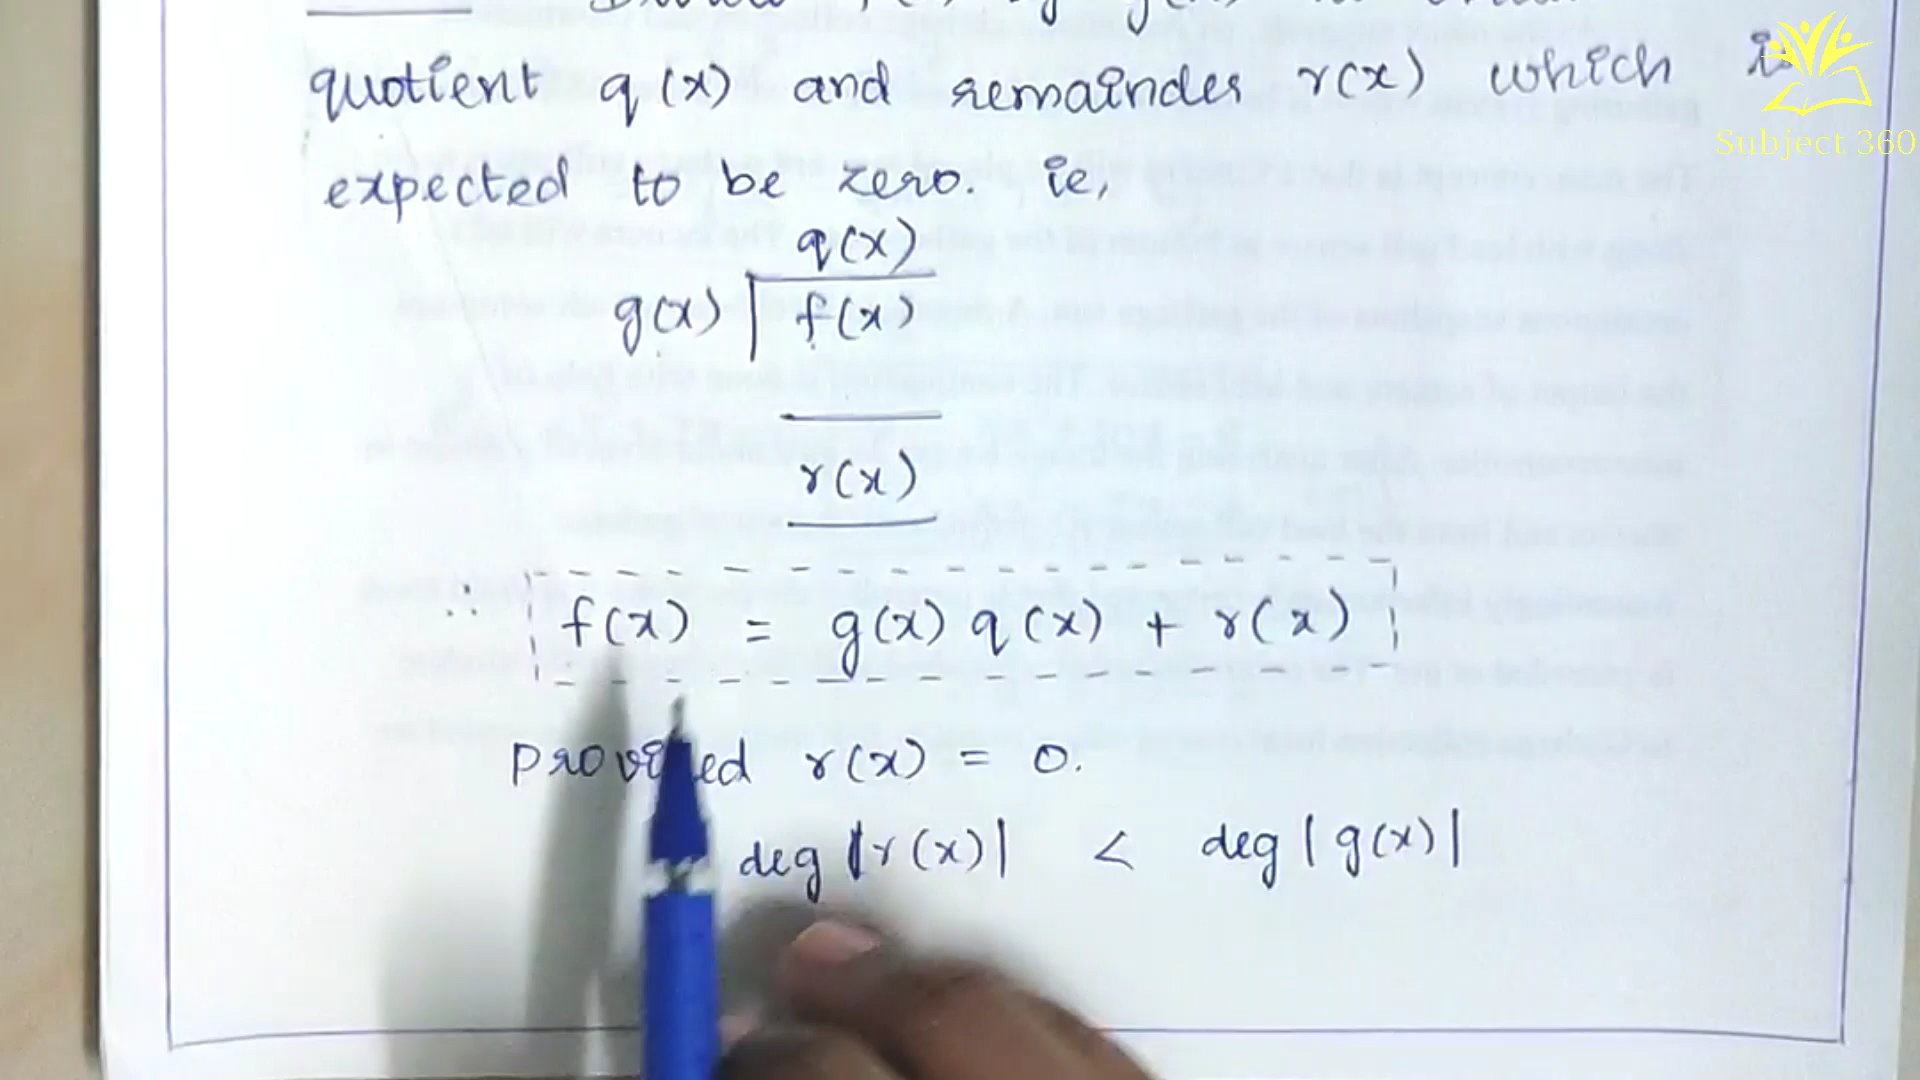 quotient q(x) and remainder r(x) which is
Subject 360
expected to be zero. ie,
q(x)
g(x) f(x)
r(x)
∴ f(x) = g(x) q(x) + r(x)
provided r(x) = 0.
deg |r(x)| < deg |g(x)|